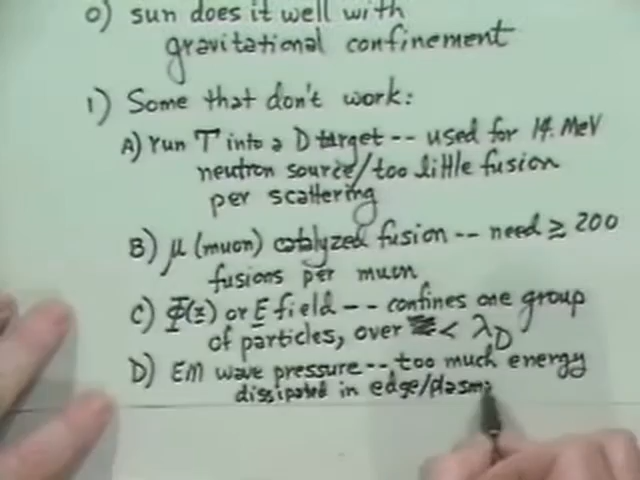 0) sun does it well with
gravitational confinement
1) Some that don't work:
A) run T into a D target -- used for 14. MeV
neutron source/too little fusion
per scattering
B) μ (muon) catalyzed fusion -- need ≥ 200
fusions per muon
C) Φ(x) or E field -- confines one group
of particles, over < λD
D) EM wave pressure -- too much energy
dissipated in edge/plasma